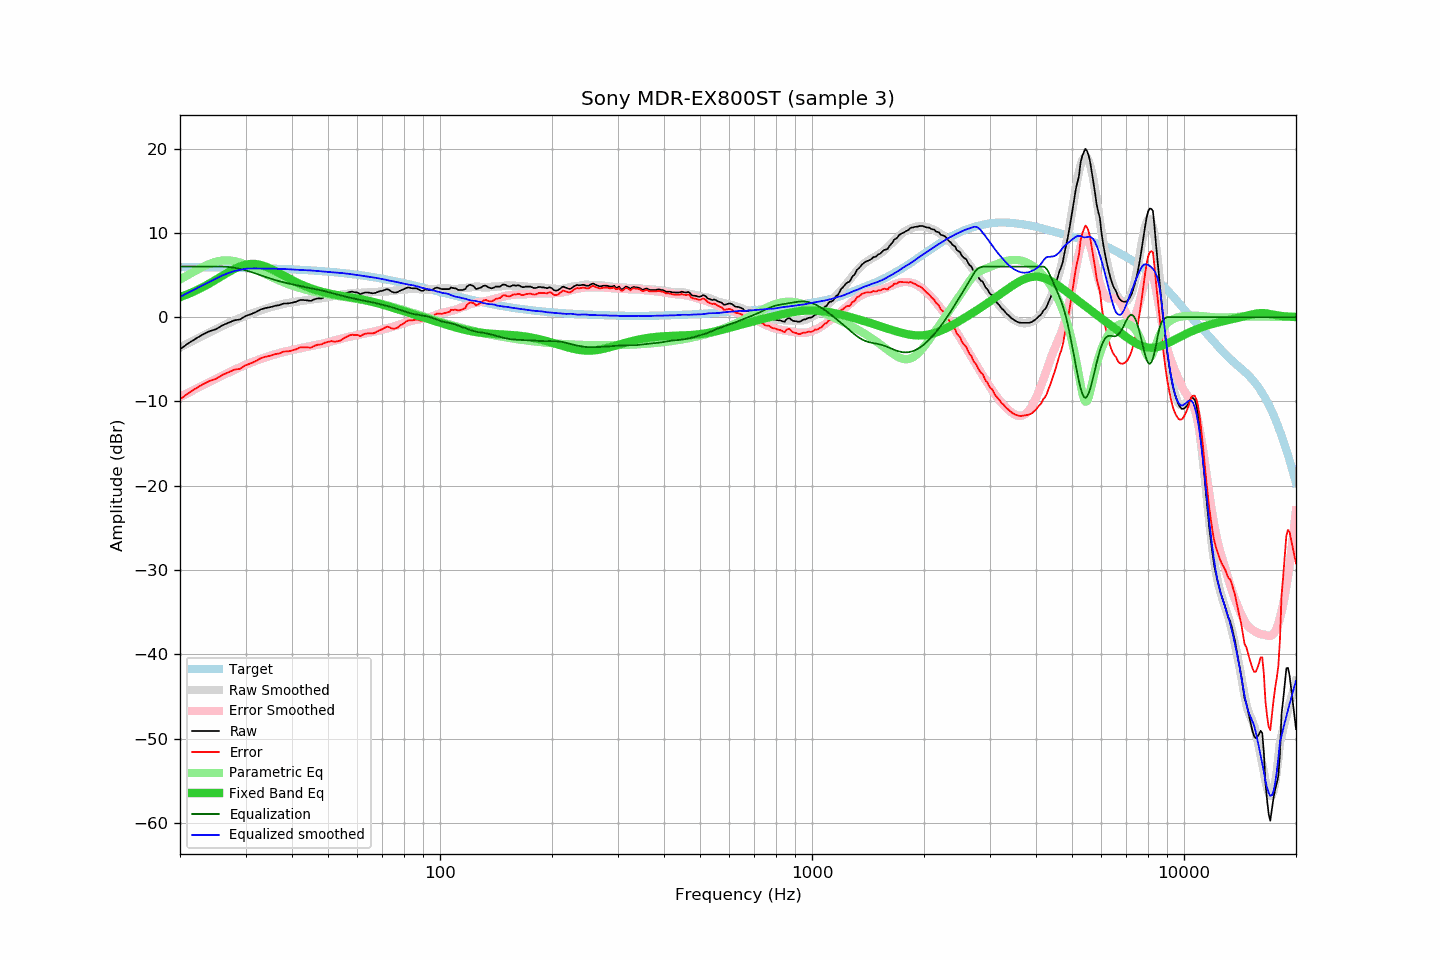 Sony MDR-EX800ST (sample 3)
20
10
0
−10
−20
−30
−40
−50
−60
Amplitude (dBr)
Target
Raw Smoothed
Error Smoothed
Raw
Error
Parametric Eq
Fixed Band Eq
Equalization
Equalized smoothed
100
1000
10000
Frequency (Hz)